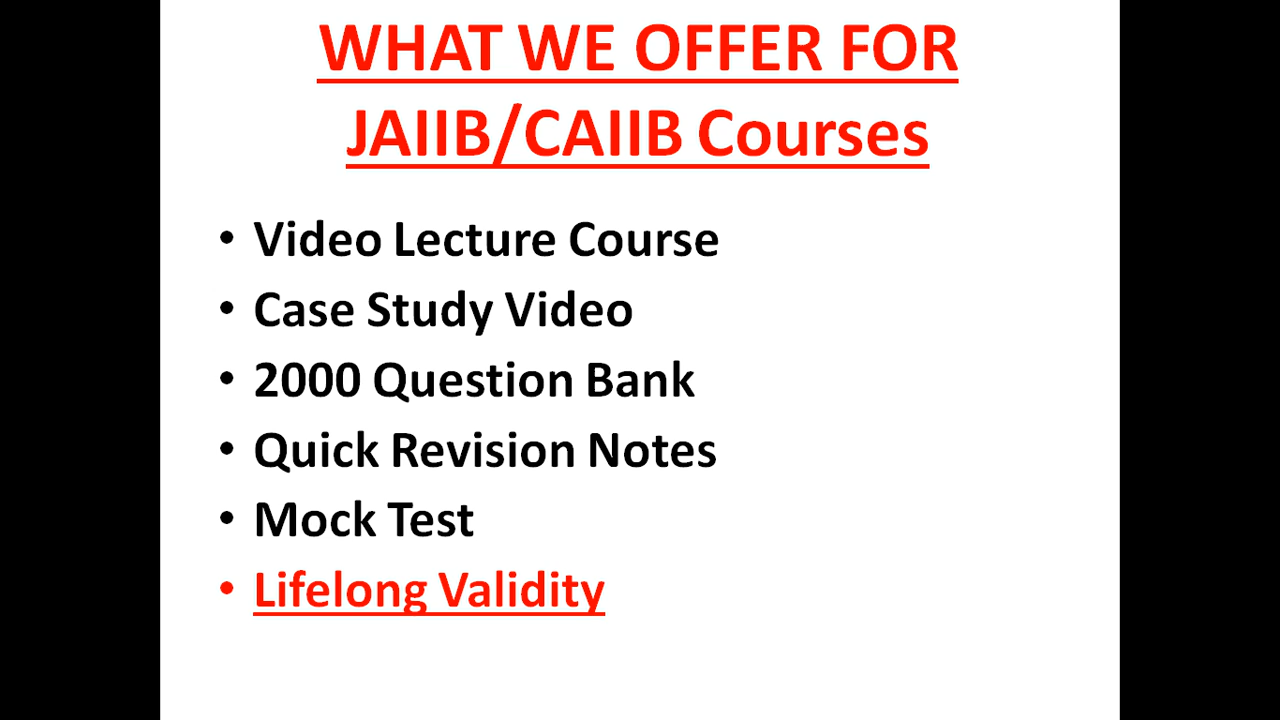 WHAT WE OFFER FOR
JAIIB/CAIIB Courses
• Video Lecture Course
• Case Study Video
• 2000 Question Bank
• Quick Revision Notes
• Mock Test
• Lifelong Validity